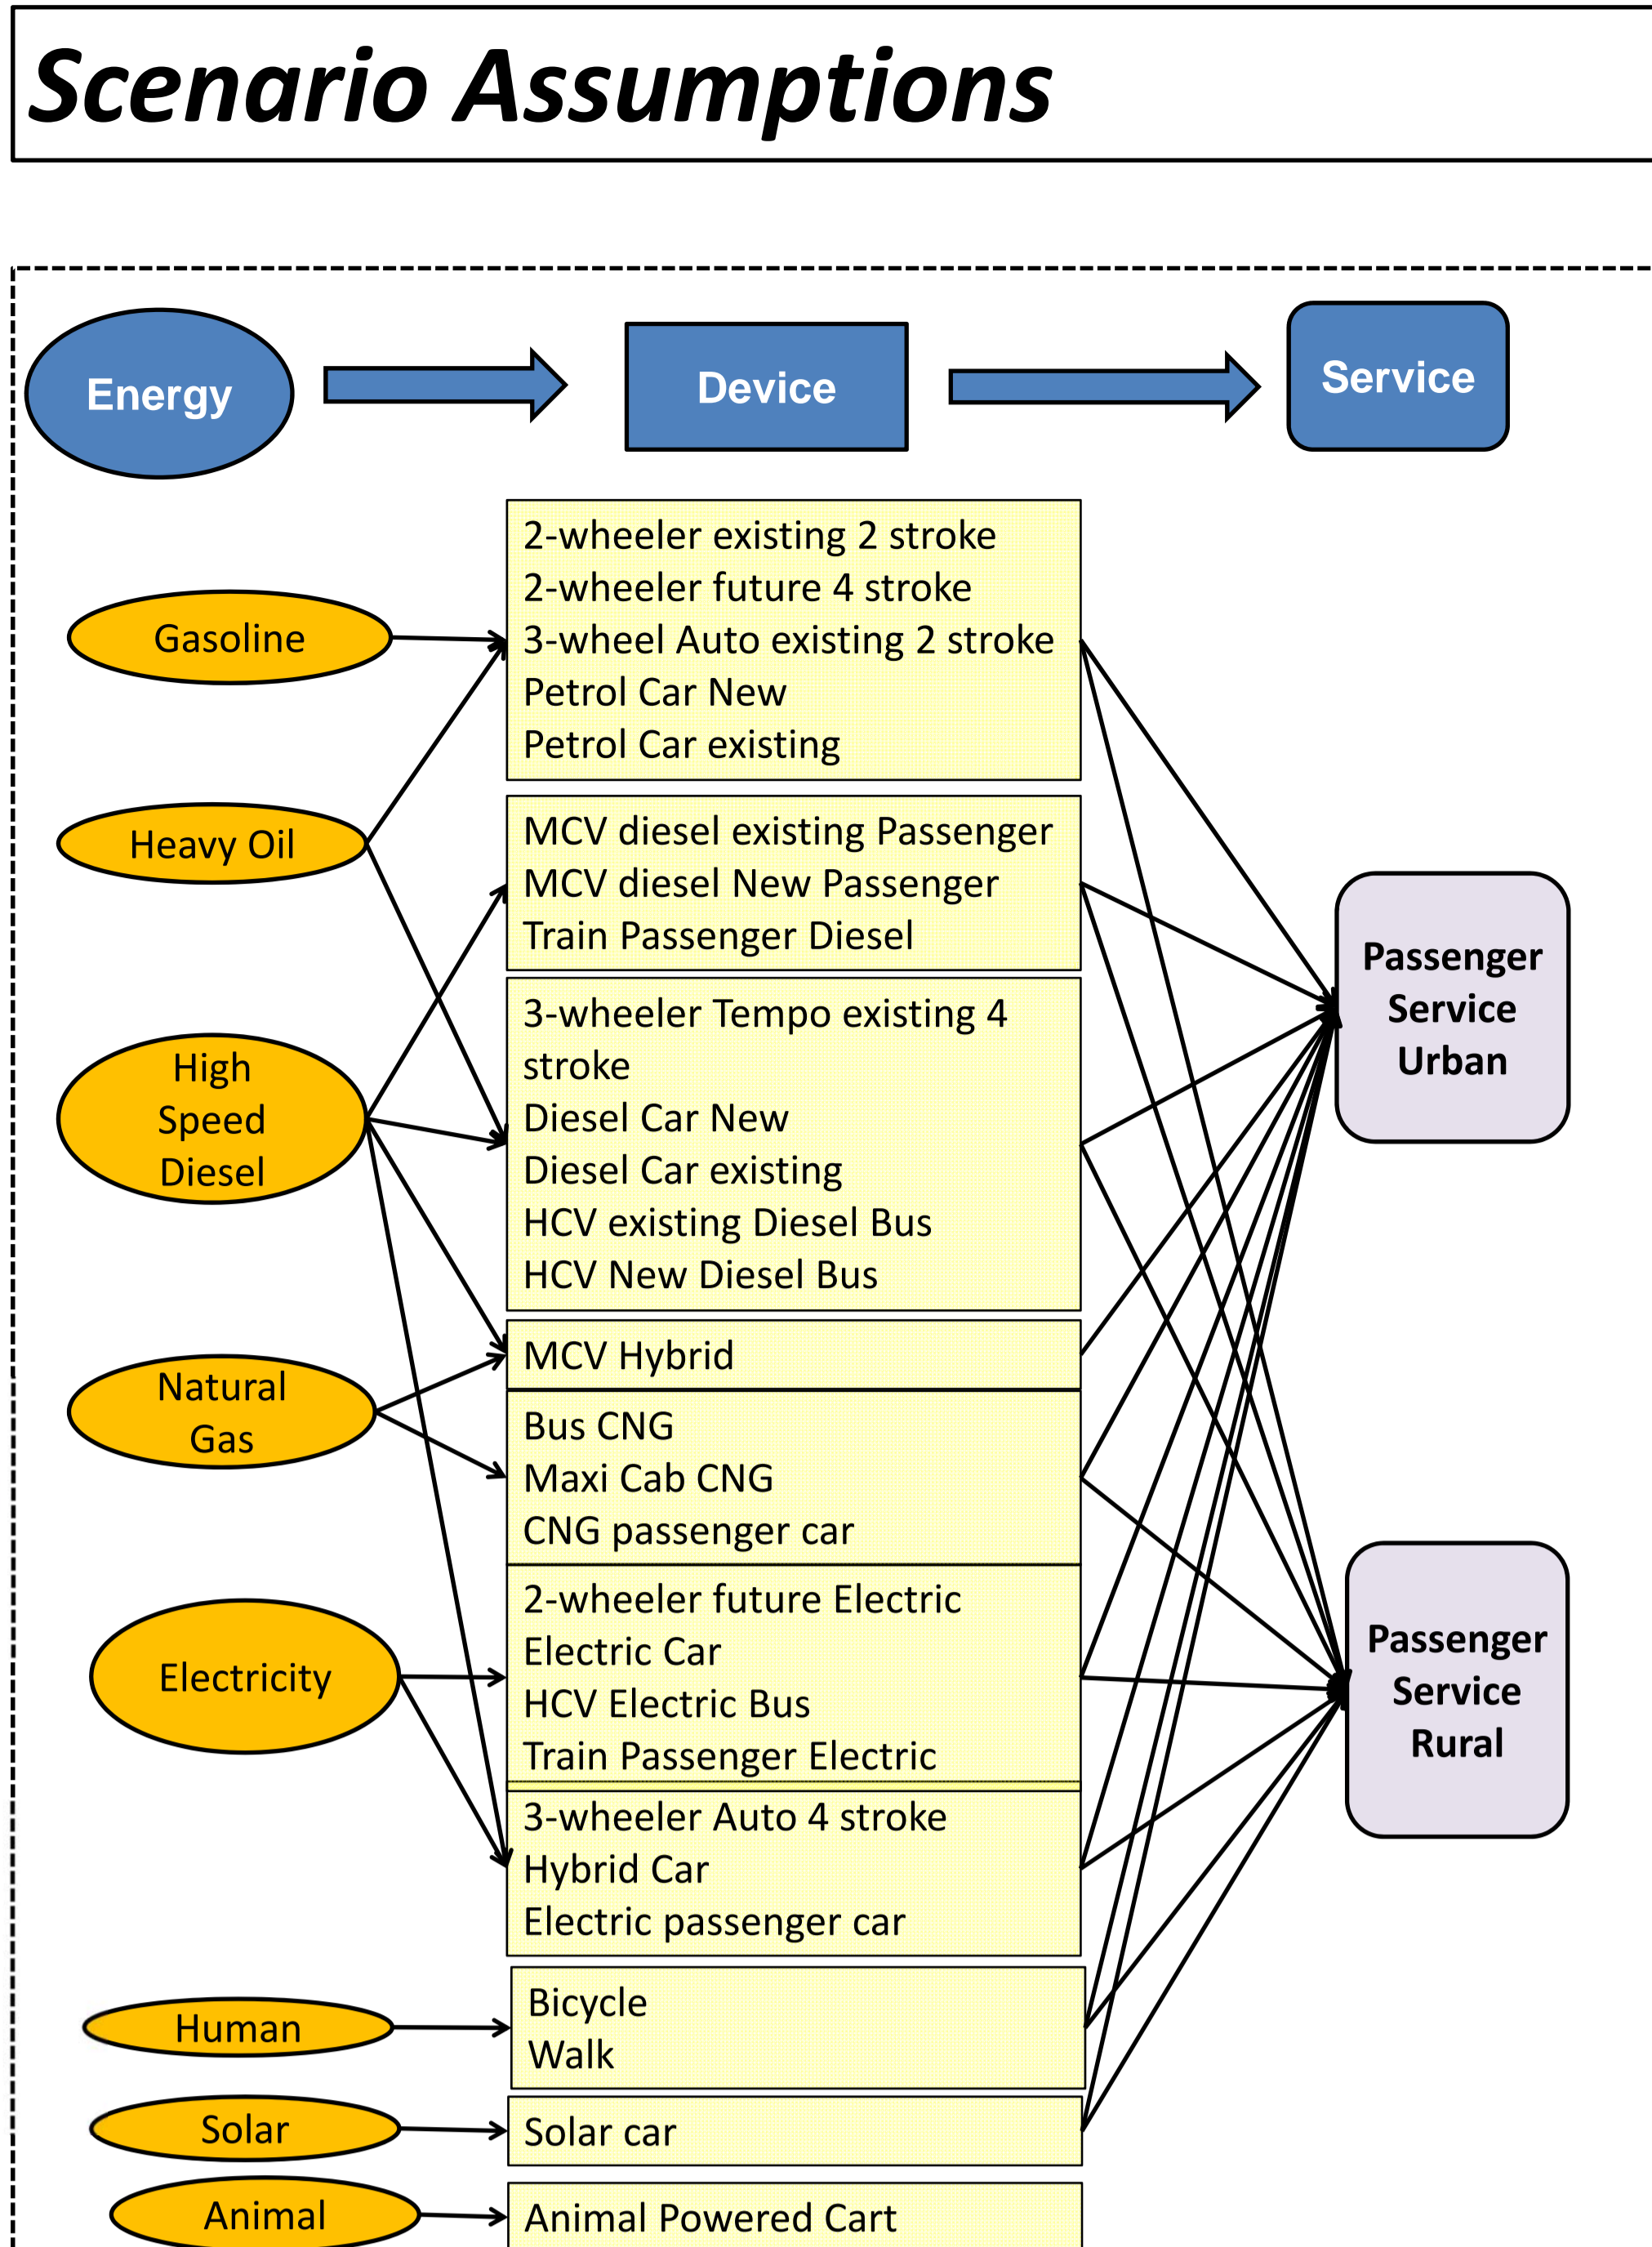 Scenario Assumptions
Energy
Device
Service
Gasoline
2-wheeler existing 2 stroke
2-wheeler future 4 stroke
3-wheel Auto existing 2 stroke
Petrol Car New
Petrol Car existing
Heavy Oil
MCV diesel existing Passenger
MCV diesel New Passenger
Train Passenger Diesel
High
Speed
Diesel
3-wheeler Tempo existing 4
stroke
Diesel Car New
Diesel Car existing
HCV existing Diesel Bus
HCV New Diesel Bus
Passenger
Service
Urban
Natural
Gas
MCV Hybrid
Bus CNG
Maxi Cab CNG
CNG passenger car
Electricity
2-wheeler future Electric
Electric Car
HCV Electric Bus
Train Passenger Electric
Passenger
Service
Rural
3-wheeler Auto 4 stroke
Hybrid Car
Electric passenger car
Human
Bicycle
Walk
Solar
Solar car
Animal
Animal Powered Cart